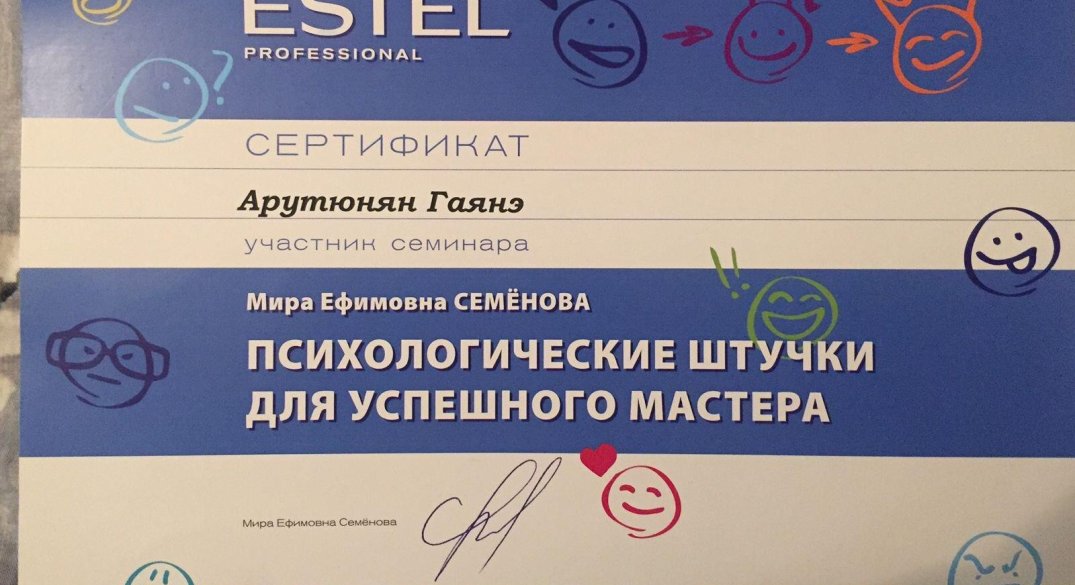 ESTEL
PROFESSIONAL
СЕРТИФИКАТ
Арутюнян Гаянэ
участник семинара
Мира Ефимовна СЕМЁНОВА
ПСИХОЛОГИЧЕСКИЕ ШТУЧКИ
ДЛЯ УСПЕШНОГО МАСТЕРА
Мира Ефимовна Семёнова